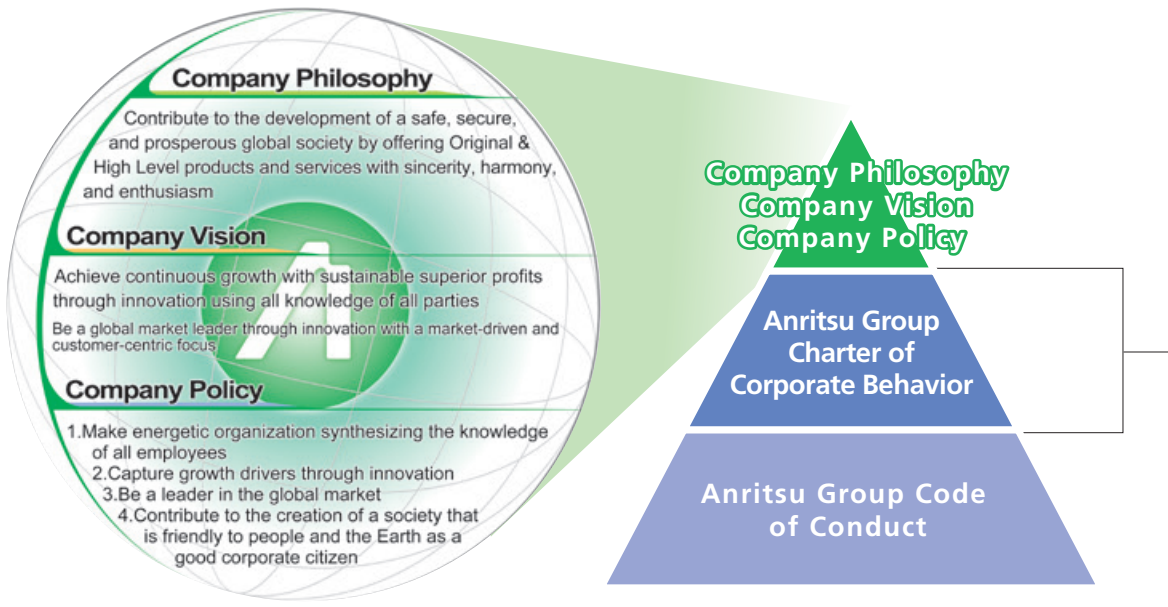 Company Philosophy
Contribute to the development of a safe, secure,
and prosperous global society by offering Original &
High Level products and services with sincerity, harmony,
and enthusiasm
Company Vision
Achieve continuous growth with sustainable superior profits
through innovation using all knowledge of all parties
Be a global market leader through innovation with a market-driven and
customer-centric focus
Company Policy
1.Make energetic organization synthesizing the knowledge
of all employees
2.Capture growth drivers through innovation
3.Be a leader in the global market
4.Contribute to the creation of a society that
is friendly to people and the Earth as a
good corporate citizen
Company Philosophy
Company Vision
Company Policy
Anritsu Group
Charter of
Corporate Behavior
Anritsu Group Code
of Conduct